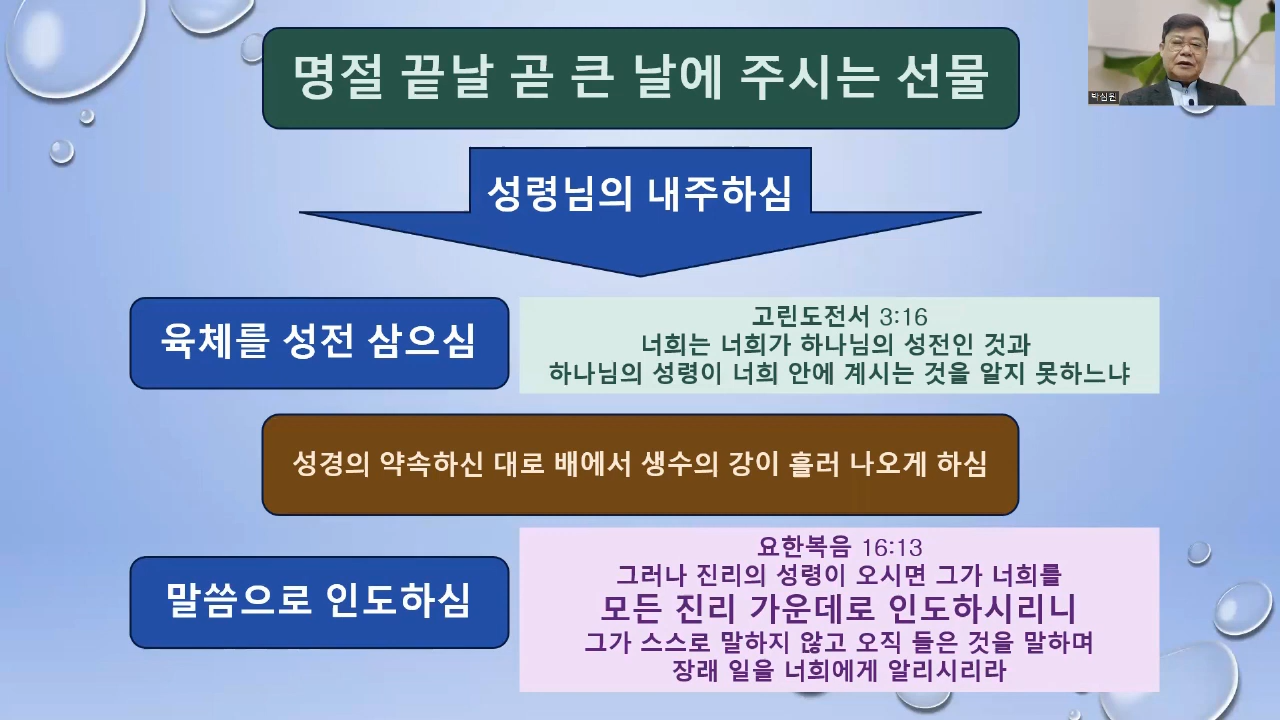 명절 끝날 곧 큰 날에 주시는 선물
박심원
성령님의 내주하심
육체를 성전 삼으심
고린도전서 3:16
너희는 너희가 하나님의 성전인 것과
하나님의 성령이 너희 안에 계시는 것을 알지 못하느냐
성경의 약속하신 대로 배에서 생수의 강이 흘러 나오게 하심
말씀으로 인도하심
요한복음 16:13
그러나 진리의 성령이 오시면 그가 너희를
모든 진리 가운데로 인도하시리니
그가 스스로 말하지 않고 오직 들은 것을 말하며
장래 일을 너희에게 알리시리라